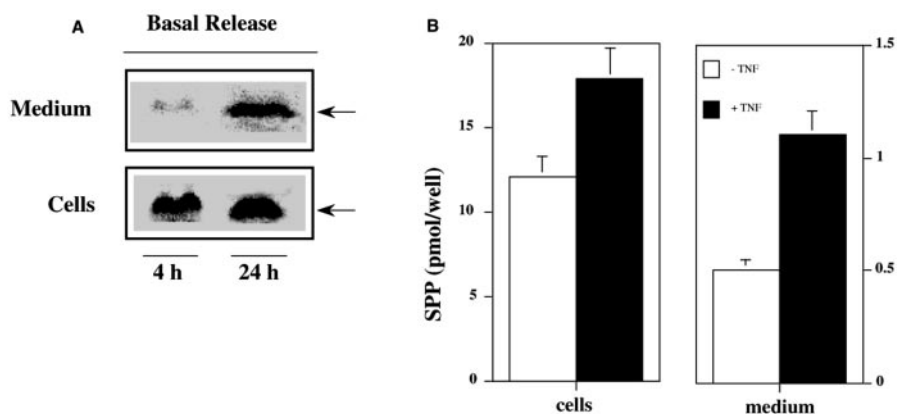 A
Basal Release
Medium
Cells
4 h
24 h
B
SPP (pmol/well)
20
15
10
5
0
cells
- TNF
+ TNF
1.5
1
0.5
0
medium